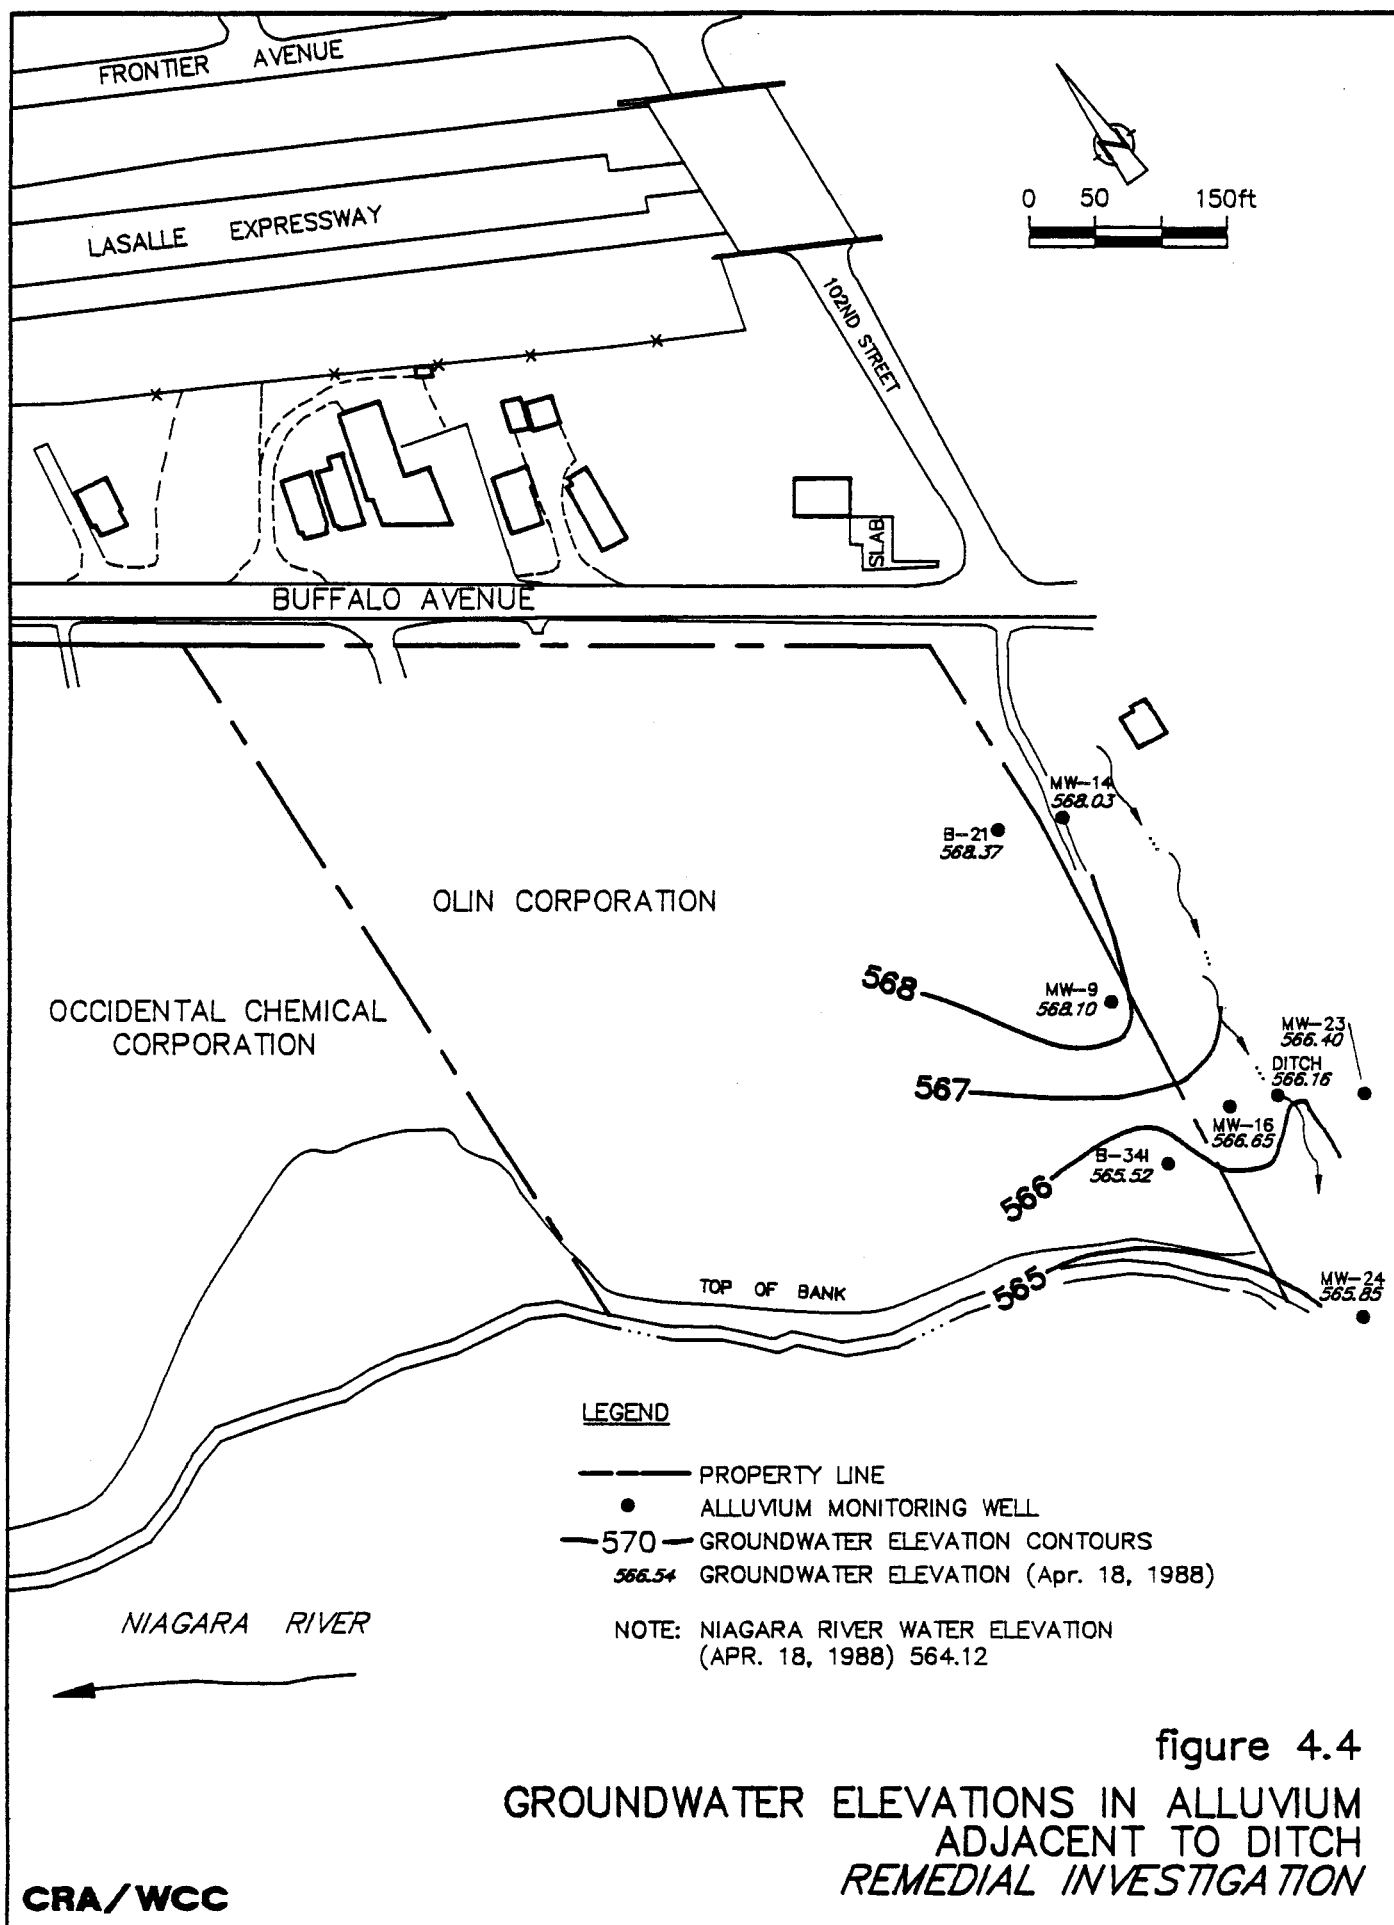 FRONTIER AVENUE
0 50 150ft
LASALLE EXPRESSWAY
102ND STREET
SLAB
BUFFALO AVENUE
MW-14
568.03
B-21
568.37
OLIN CORPORATION
568
MW-9
568.10
OCCIDENTAL CHEMICAL
CORPORATION
MW-23
566.40
DITCH
566.16
567
MW-16
566.65
B-34I
565.52
566
565
TOP OF BANK
MW-24
565.85
LEGEND
PROPERTY LINE
ALLUVIUM MONITORING WELL
570 GROUNDWATER ELEVATION CONTOURS
566.54 GROUNDWATER ELEVATION (Apr. 18, 1988)
NOTE: NIAGARA RIVER WATER ELEVATION
(APR. 18, 1988) 564.12
NIAGARA RIVER
figure 4.4
GROUNDWATER ELEVATIONS IN ALLUVIUM
ADJACENT TO DITCH
REMEDIAL INVESTIGATION
CRA/WCC